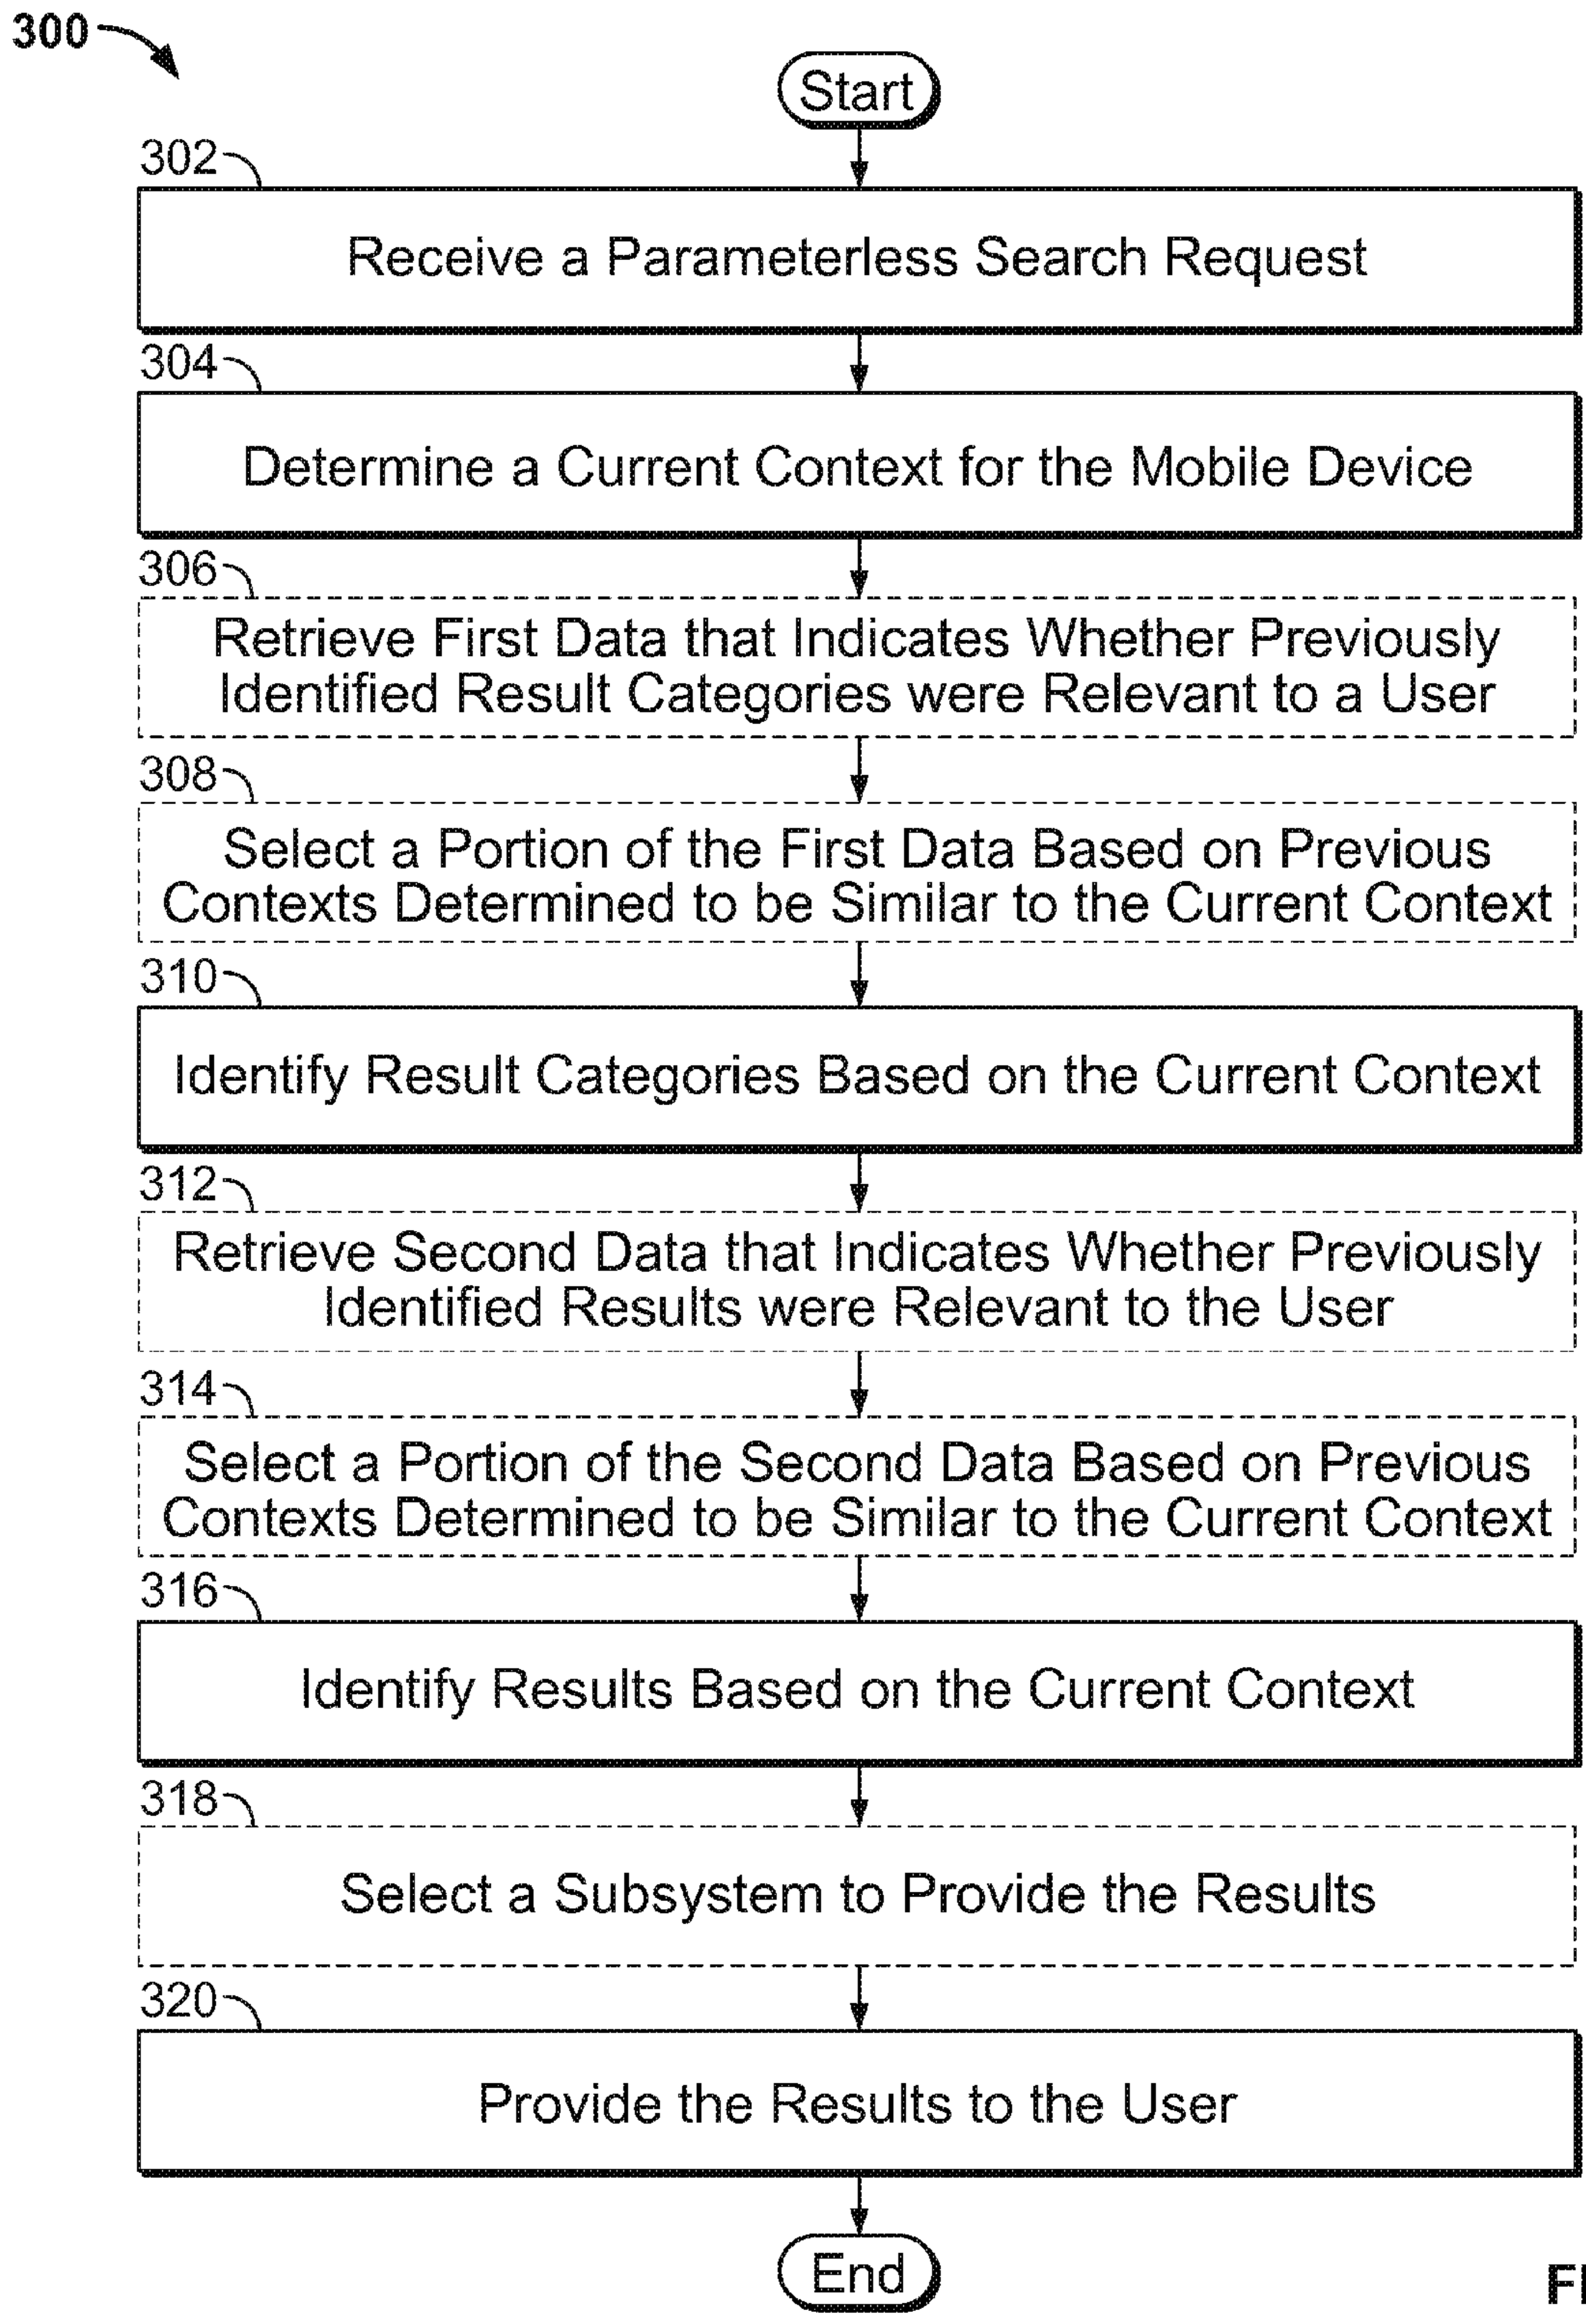 300
Start
302
Receive a Parameterless Search Request
304
Determine a Current Context for the Mobile Device
306
Retrieve First Data that Indicates Whether Previously
Identified Result Categories were Relevant to a User
308
Select a Portion of the First Data Based on Previous
Contexts Determined to be Similar to the Current Context
310
Identify Result Categories Based on the Current Context
312
Retrieve Second Data that Indicates Whether Previously
Identified Results were Relevant to the User
314
Select a Portion of the Second Data Based on Previous
Contexts Determined to be Similar to the Current Context
316
Identify Results Based on the Current Context
318
Select a Subsystem to Provide the Results
320
Provide the Results to the User
End